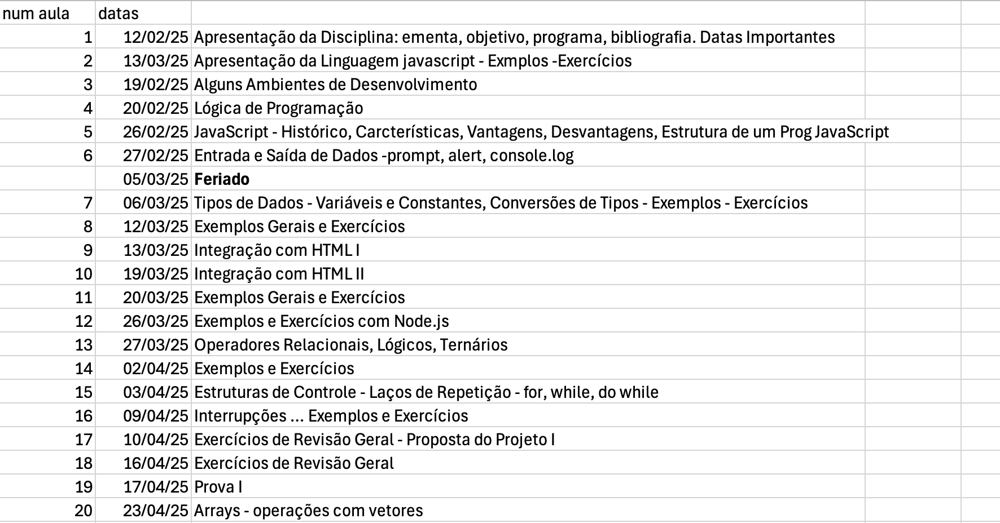 num aula datas
1 12/02/25 Apresentação da Disciplina: ementa, objetivo, programa, bibliografia. Datas Importantes
2 13/03/25 Apresentação da Linguagem javascript - Exmplos -Exercícios
3 19/02/25 Alguns Ambientes de Desenvolvimento
4 20/02/25 Lógica de Programação
5 26/02/25 JavaScript - Histórico, Carcterísticas, Vantagens, Desvantagens, Estrutura de um Prog JavaScript
6 27/02/25 Entrada e Saída de Dados -prompt, alert, console.log
05/03/25 Feriado
7 06/03/25 Tipos de Dados - Variáveis e Constantes, Conversões de Tipos - Exemplos - Exercícios
8 12/03/25 Exemplos Gerais e Exercícios
9 13/03/25 Integração com HTML I
10 19/03/25 Integração com HTML II
11 20/03/25 Exemplos Gerais e Exercícios
12 26/03/25 Exemplos e Exercícios com Node.js
13 27/03/25 Operadores Relacionais, Lógicos, Ternários
14 02/04/25 Exemplos e Exercícios
15 03/04/25 Estruturas de Controle - Laços de Repetição - for, while, do while
16 09/04/25 Interrupções ... Exemplos e Exercícios
17 10/04/25 Exercícios de Revisão Geral - Proposta do Projeto I
18 16/04/25 Exercícios de Revisão Geral
19 17/04/25 Prova I
20 23/04/25 Arrays - operações com vetores